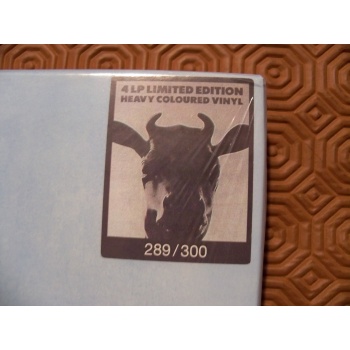 4 LP LIMITED EDITION
HEAVY COLOURED VINYL
289/300